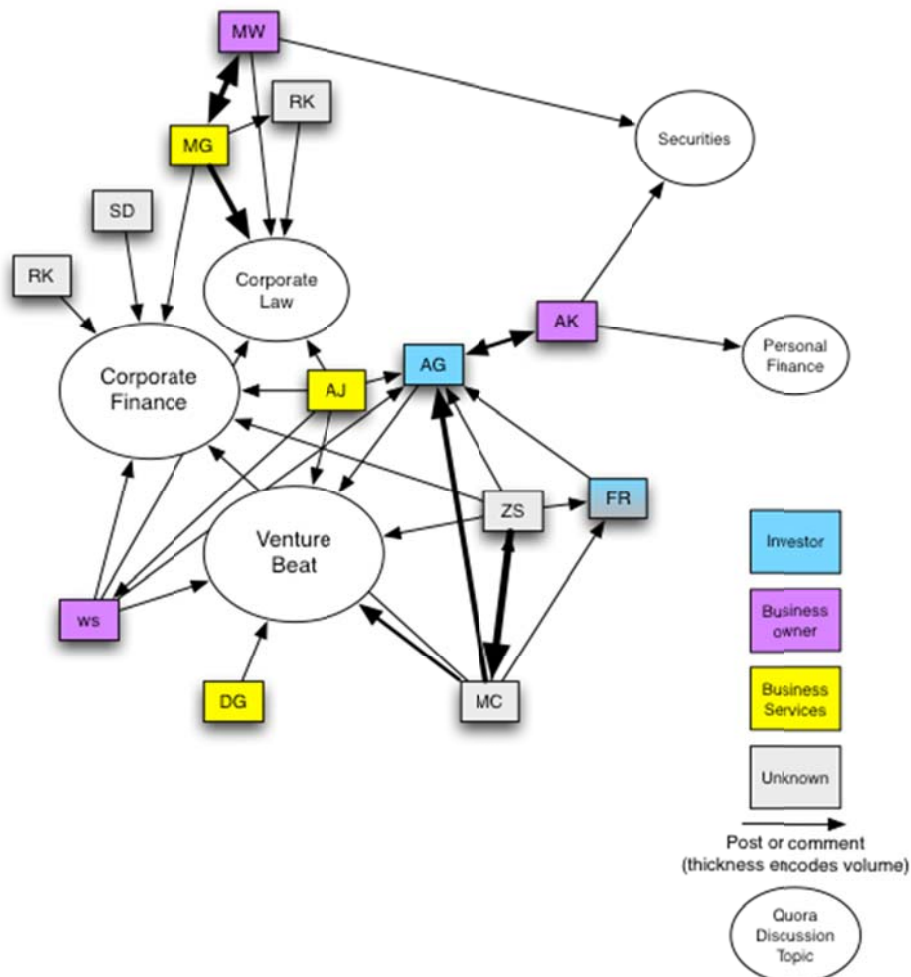 MW
RK
MG
Securities
SD
RK
Corporate
Law
AK
Personal
Finance
AG
Corporate
Finance
AJ
ZS
FR
Venture
Beat
ws
DG
MC
Investor
Business
owner
Business
Services
Unknown
Post or comment
(thickness encodes volume)
Quora
Discussion
Topic